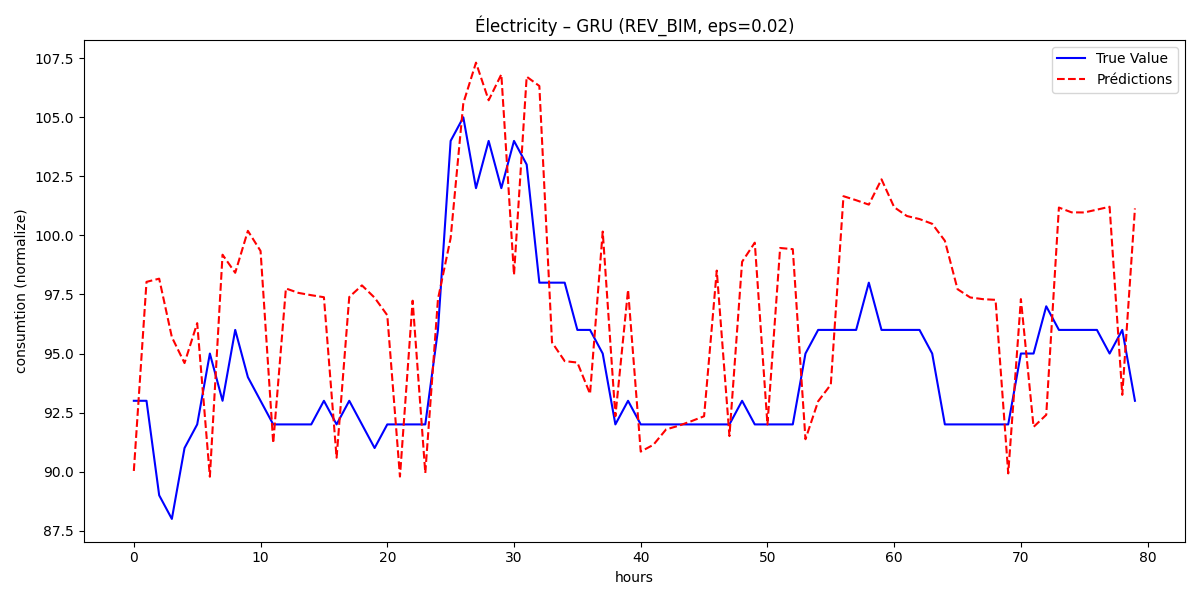 Électricity – GRU (REV_BIM, eps=0.02)
True Value
Prédictions
consumtion (normalize)
107.5
105.0
102.5
100.0
97.5
95.0
92.5
90.0
87.5
0 10 20 30 40 50 60 70 80
hours